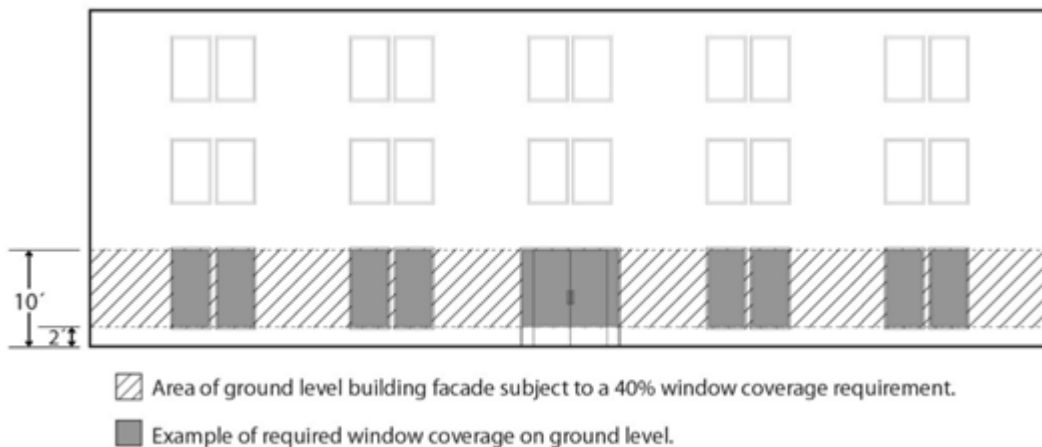 10´
2´
Area of ground level building facade subject to a 40% window coverage requirement.
Example of required window coverage on ground level.